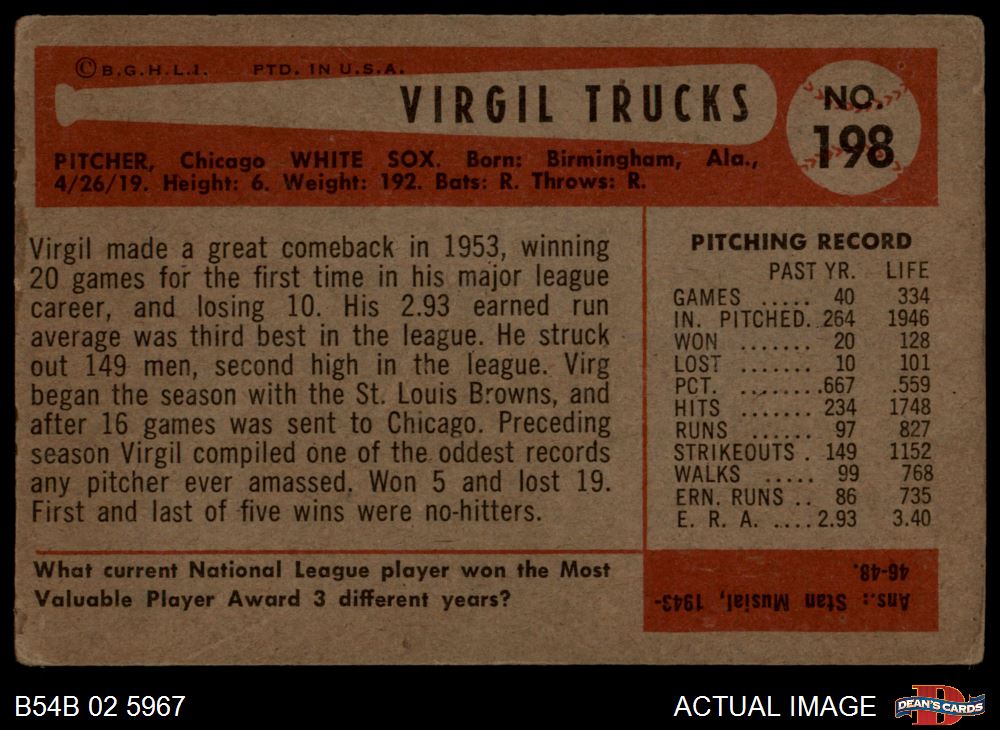 © B.G.H.L.I. PTD. IN U.S.A.
VIRGIL TRUCKS
NO.
198
PITCHER, Chicago WHITE SOX. Born: Birmingham, Ala.,
4/26/19. Height: 6. Weight: 192. Bats: R. Throws: R.
Virgil made a great comeback in 1953, winning
20 games for the first time in his major league
career, and losing 10. His 2.93 earned run
average was third best in the league. He struck
out 149 men, second high in the league. Virg
began the season with the St. Louis Browns, and
after 16 games was sent to Chicago. Preceding
season Virgil compiled one of the oddest records
any pitcher ever amassed. Won 5 and lost 19.
First and last of five wins were no-hitters.
PITCHING RECORD
PAST YR. LIFE
GAMES ..... 40 334
IN. PITCHED. 264 1946
WON ....... 20 128
LOST ....... 10 101
PCT. ........ .667 .559
HITS ....... 234 1748
RUNS ...... 97 827
STRIKEOUTS . 149 1152
WALKS ..... 99 768
ERN. RUNS .. 86 735
E. R. A. .... 2.93 3.40
What current National League player won the Most
Valuable Player Award 3 different years?
Ans.: Stan Musial, 1943-
46-48.
B54B 02 5967
ACTUAL IMAGE
D
DEAN'S CARDS